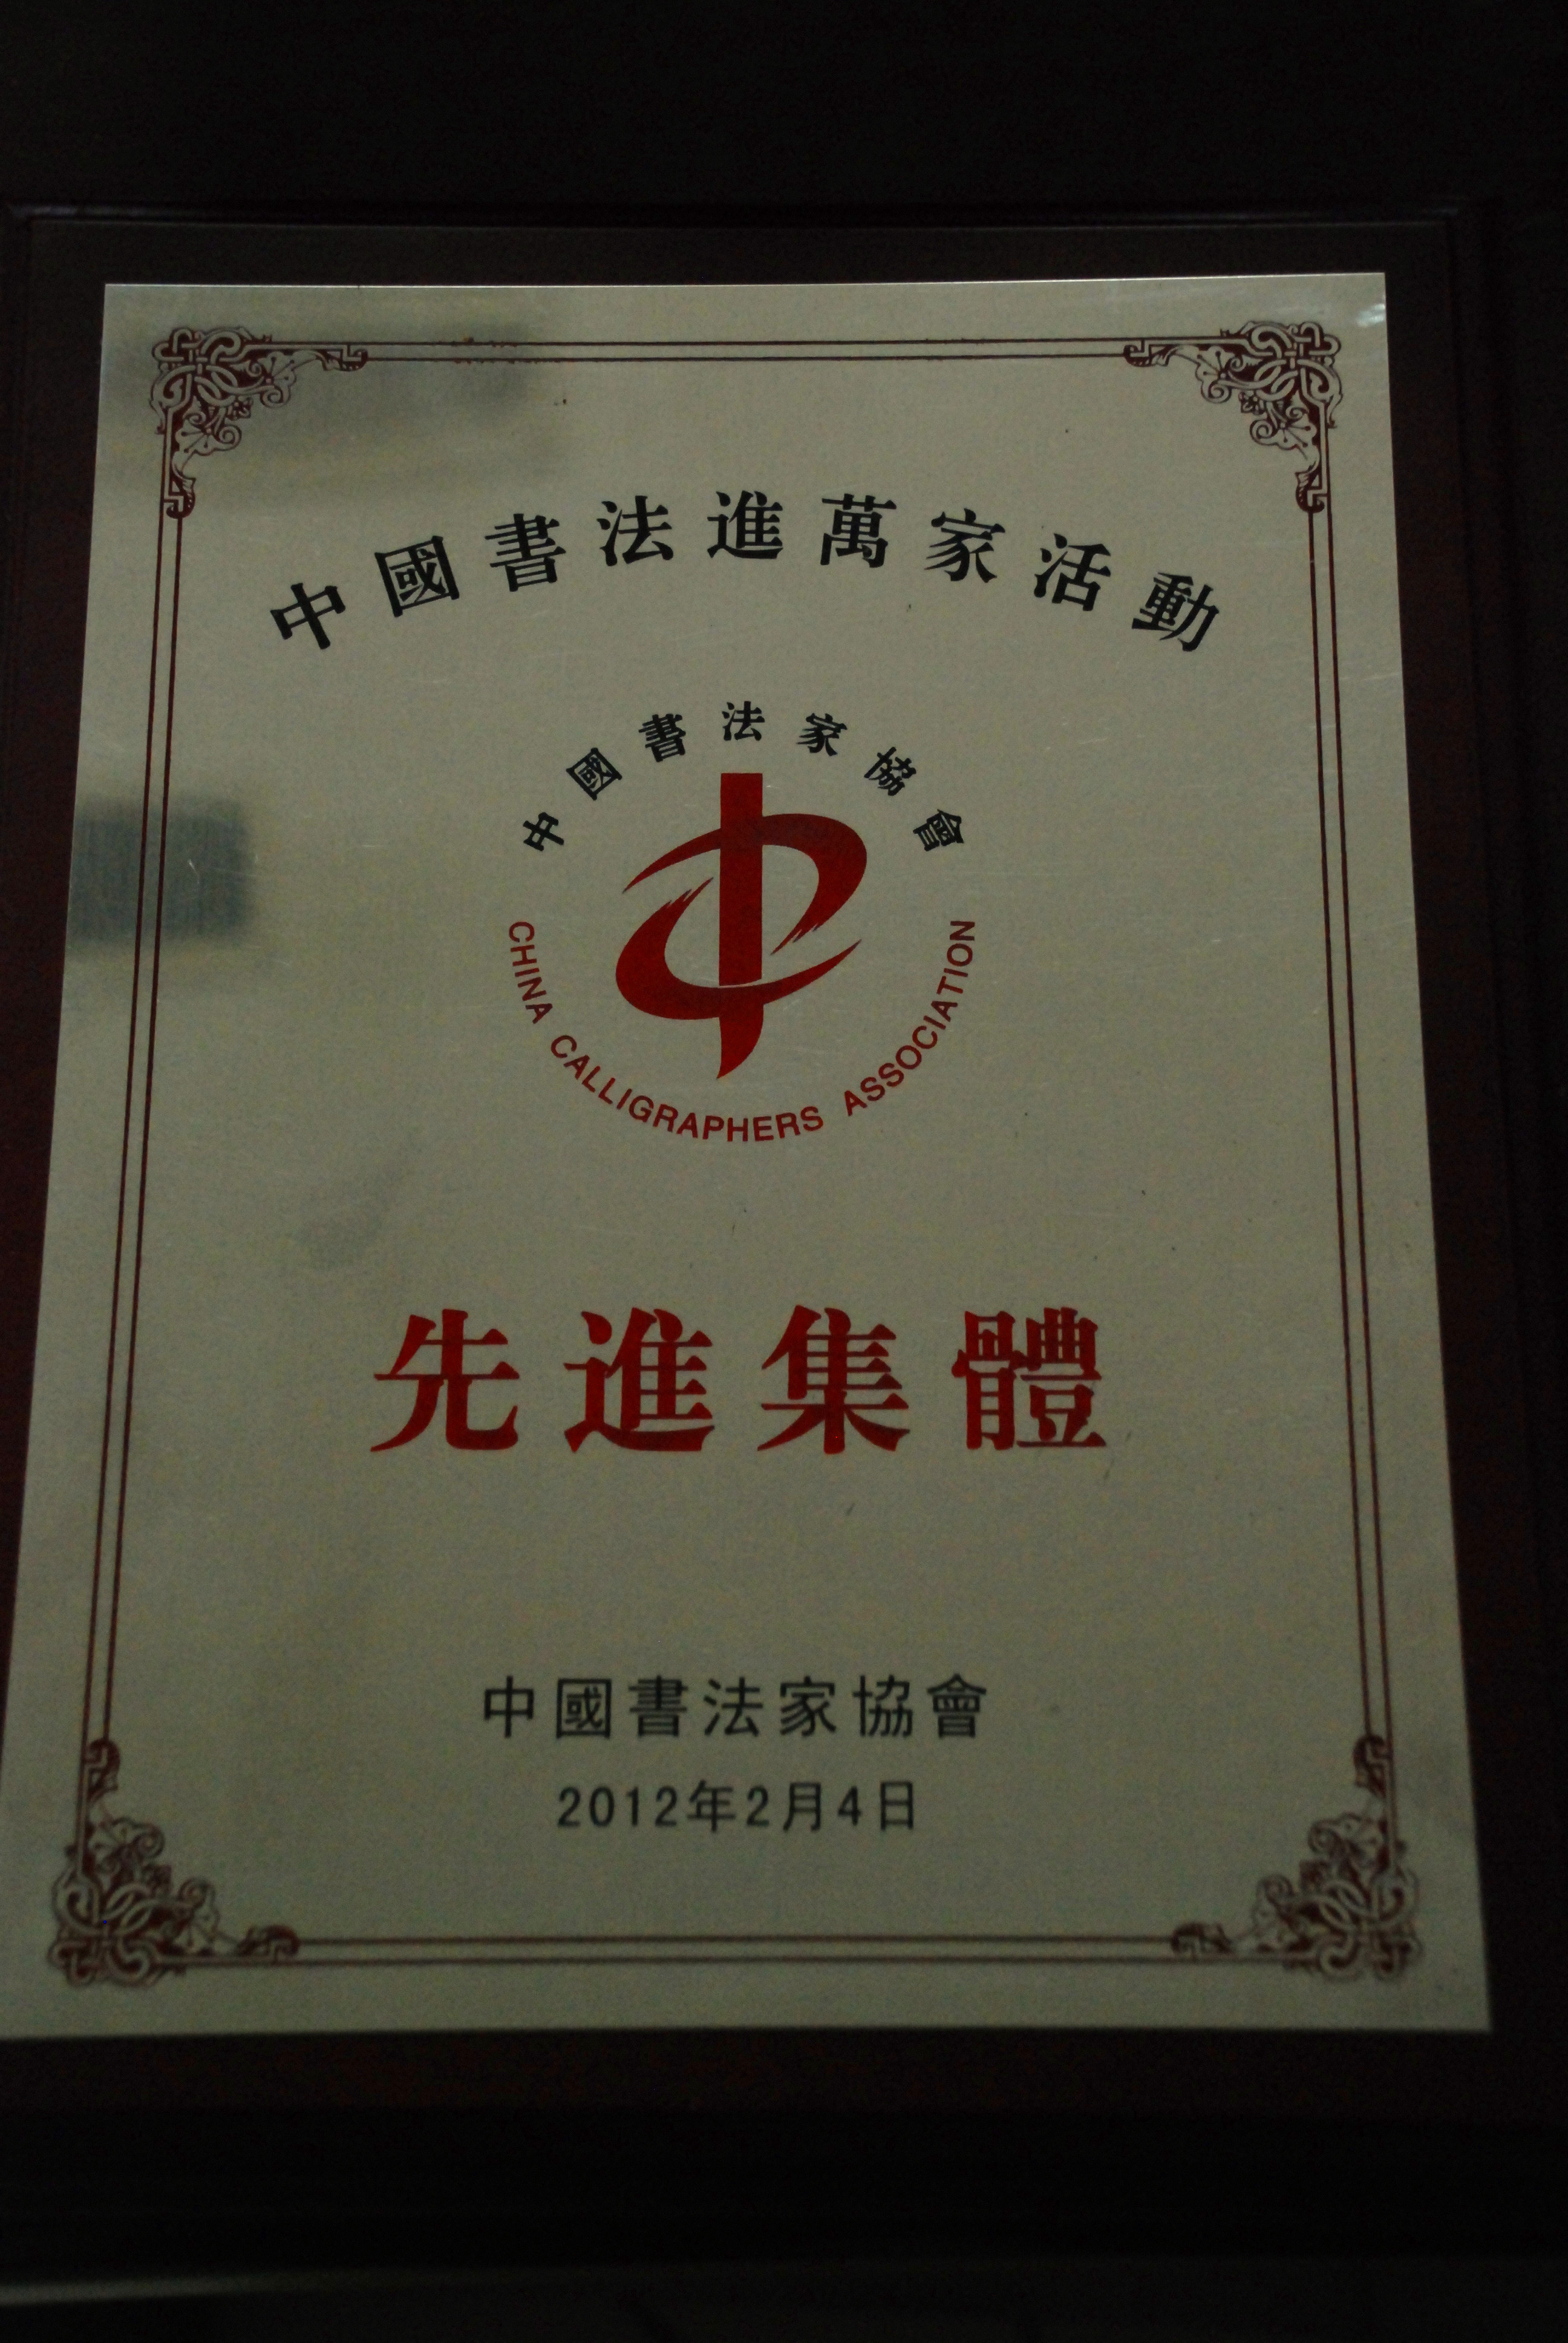 中國書法進萬家活動
中國書法家協會
CHINA CALLIGRAPHERS ASSOCIATION
先進集體
中國書法家協會
2012年2月4日